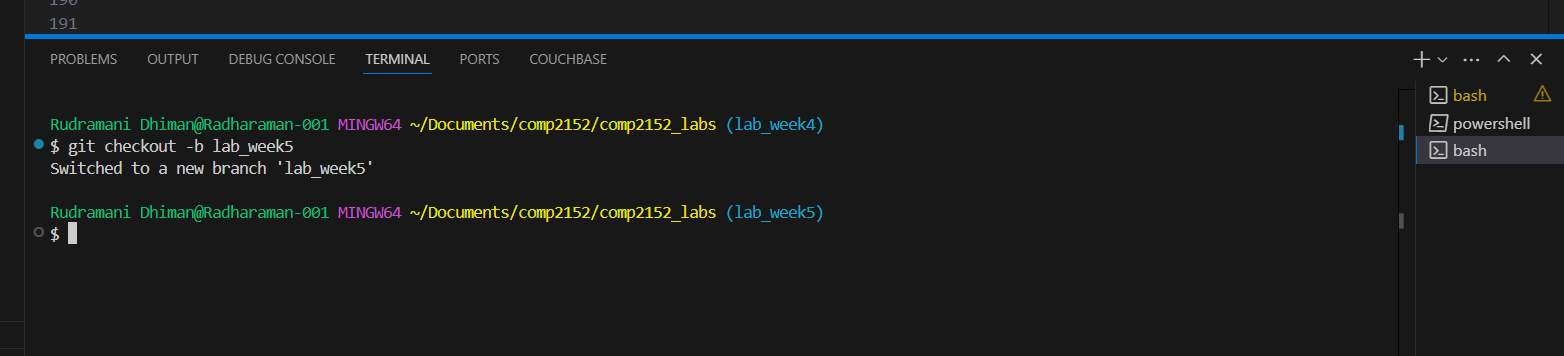 190
191
PROBLEMS OUTPUT DEBUG CONSOLE TERMINAL PORTS COUCHBASE
Rudramani Dhiman@Radharaman-001 MINGW64 ~/Documents/comp2152/comp2152_labs (lab_week4)
$ git checkout -b lab_week5
Switched to a new branch 'lab_week5'
Rudramani Dhiman@Radharaman-001 MINGW64 ~/Documents/comp2152/comp2152_labs (lab_week5)
$
bash
powershell
bash